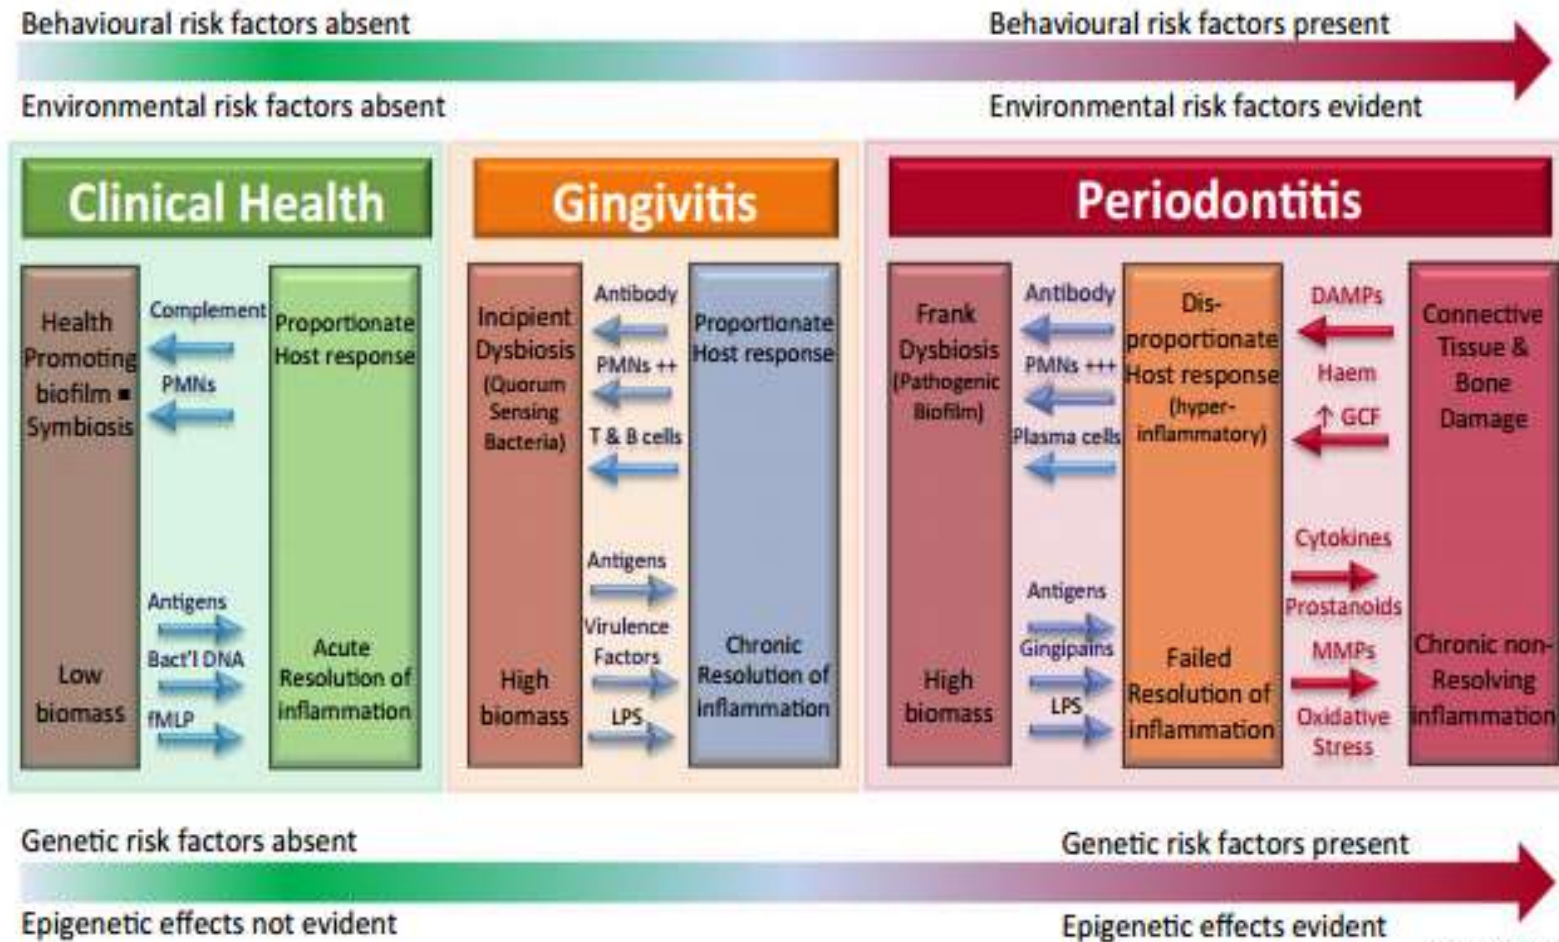 Behavioural risk factors absent
Behavioural risk factors present
Environmental risk factors absent
Environmental risk factors evident
Clinical Health
Health
Promoting
biofilm ▪
Symbiosis
Low
biomass
Complement
PMNs
Antigens
Bact'l DNA
fMLP
Proportionate
Host response
Acute
Resolution of
inflammation
Gingivitis
Incipient
Dysbiosis
(Quorum
Sensing
Bacteria)
High
biomass
Antibody
PMNs ++
T & B cells
Antigens
Virulence
Factors
LPS
Proportionate
Host response
Chronic
Resolution of
inflammation
Periodontitis
Frank
Dysbiosis
(Pathogenic
Biofilm)
High
biomass
Antibody
PMNs +++
Plasma cells
Antigens
Gingipains
LPS
Dis-
proportionate
Host response
(hyper-
inflammatory)
Failed
Resolution of
inflammation
DAMPs
Haem
↑ GCF
Cytokines
Prostanoids
MMPs
Oxidative
Stress
Connective
Tissue &
Bone
Damage
Chronic non-
Resolving
inflammation
Genetic risk factors absent
Genetic risk factors present
Epigenetic effects not evident
Epigenetic effects evident